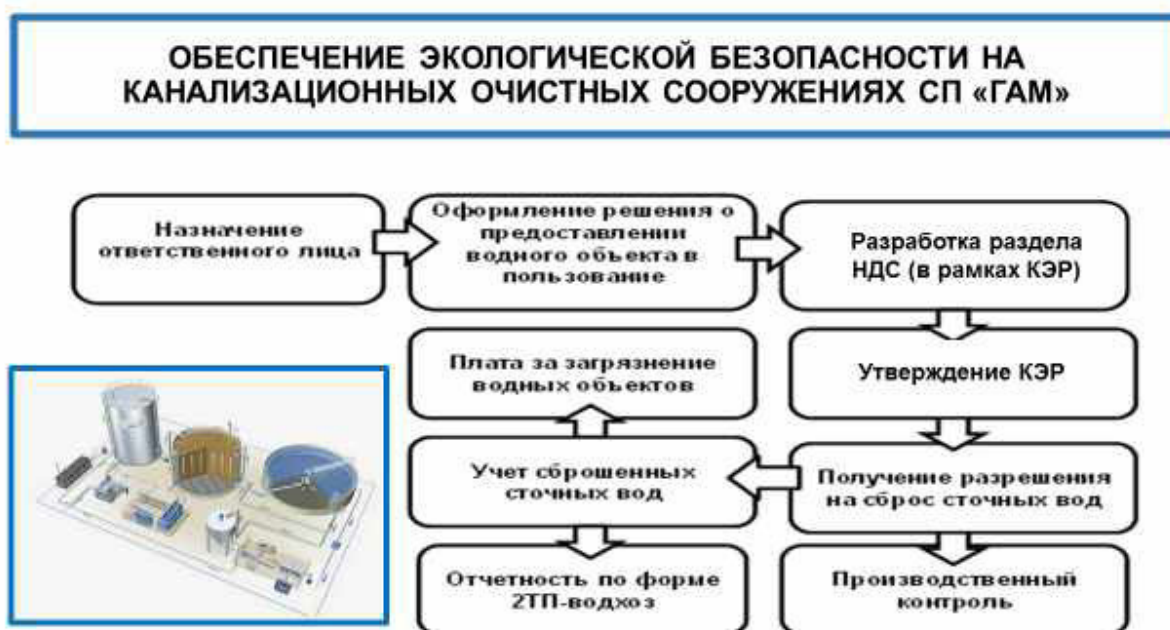 ОБЕСПЕЧЕНИЕ ЭКОЛОГИЧЕСКОЙ БЕЗОПАСНОСТИ НА
КАНАЛИЗАЦИОННЫХ ОЧИСТНЫХ СООРУЖЕНИЯХ СП «ГАМ»
Назначение
ответственного лица
Оформление решения о
предоставлении
водного объекта в
пользование
Разработка раздела
НДС (в рамках КЭР)
Плата за загрязнение
водных объектов
Утверждение КЭР
Учет сброшенных
сточных вод
Получение разрешения
на сброс сточных вод
Отчетность по форме
2ТП-водхоз
Производственный
контроль